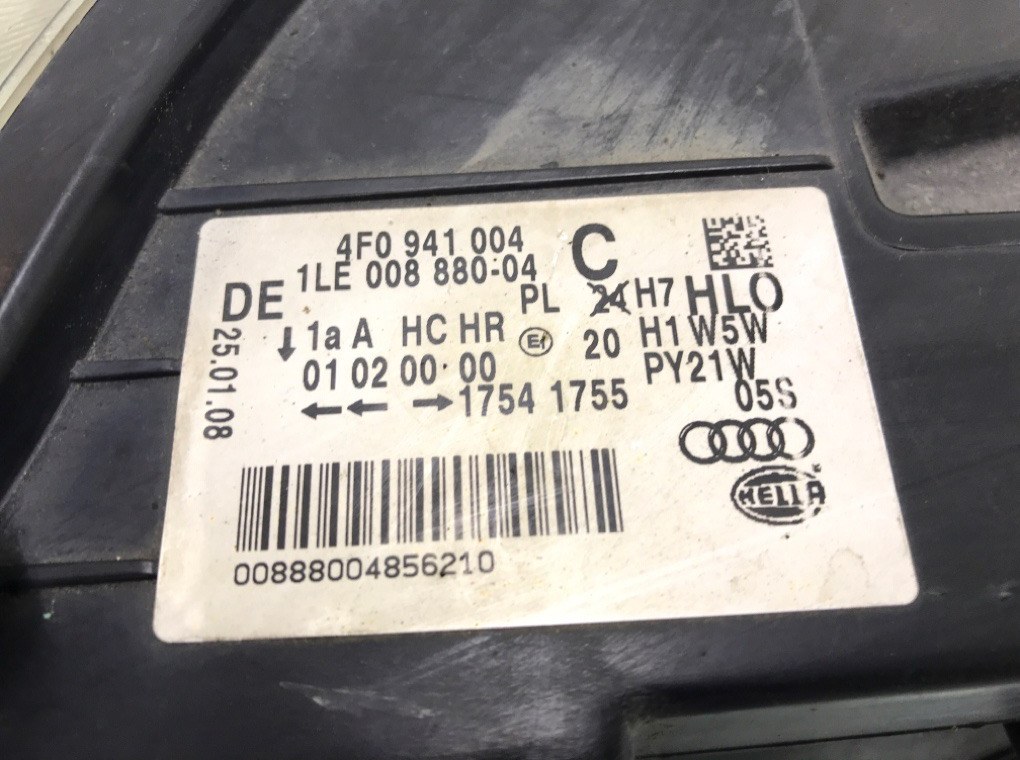 4F0 941 004 C
1LE 008 880-04
DE PL 24 H7 HLO
↓ 1a A HC HR E1 20 H1 W5W
01 02 00·00 PY21W
←← → 1754 1755 05S
25.01.08
HELLA
00888004856210